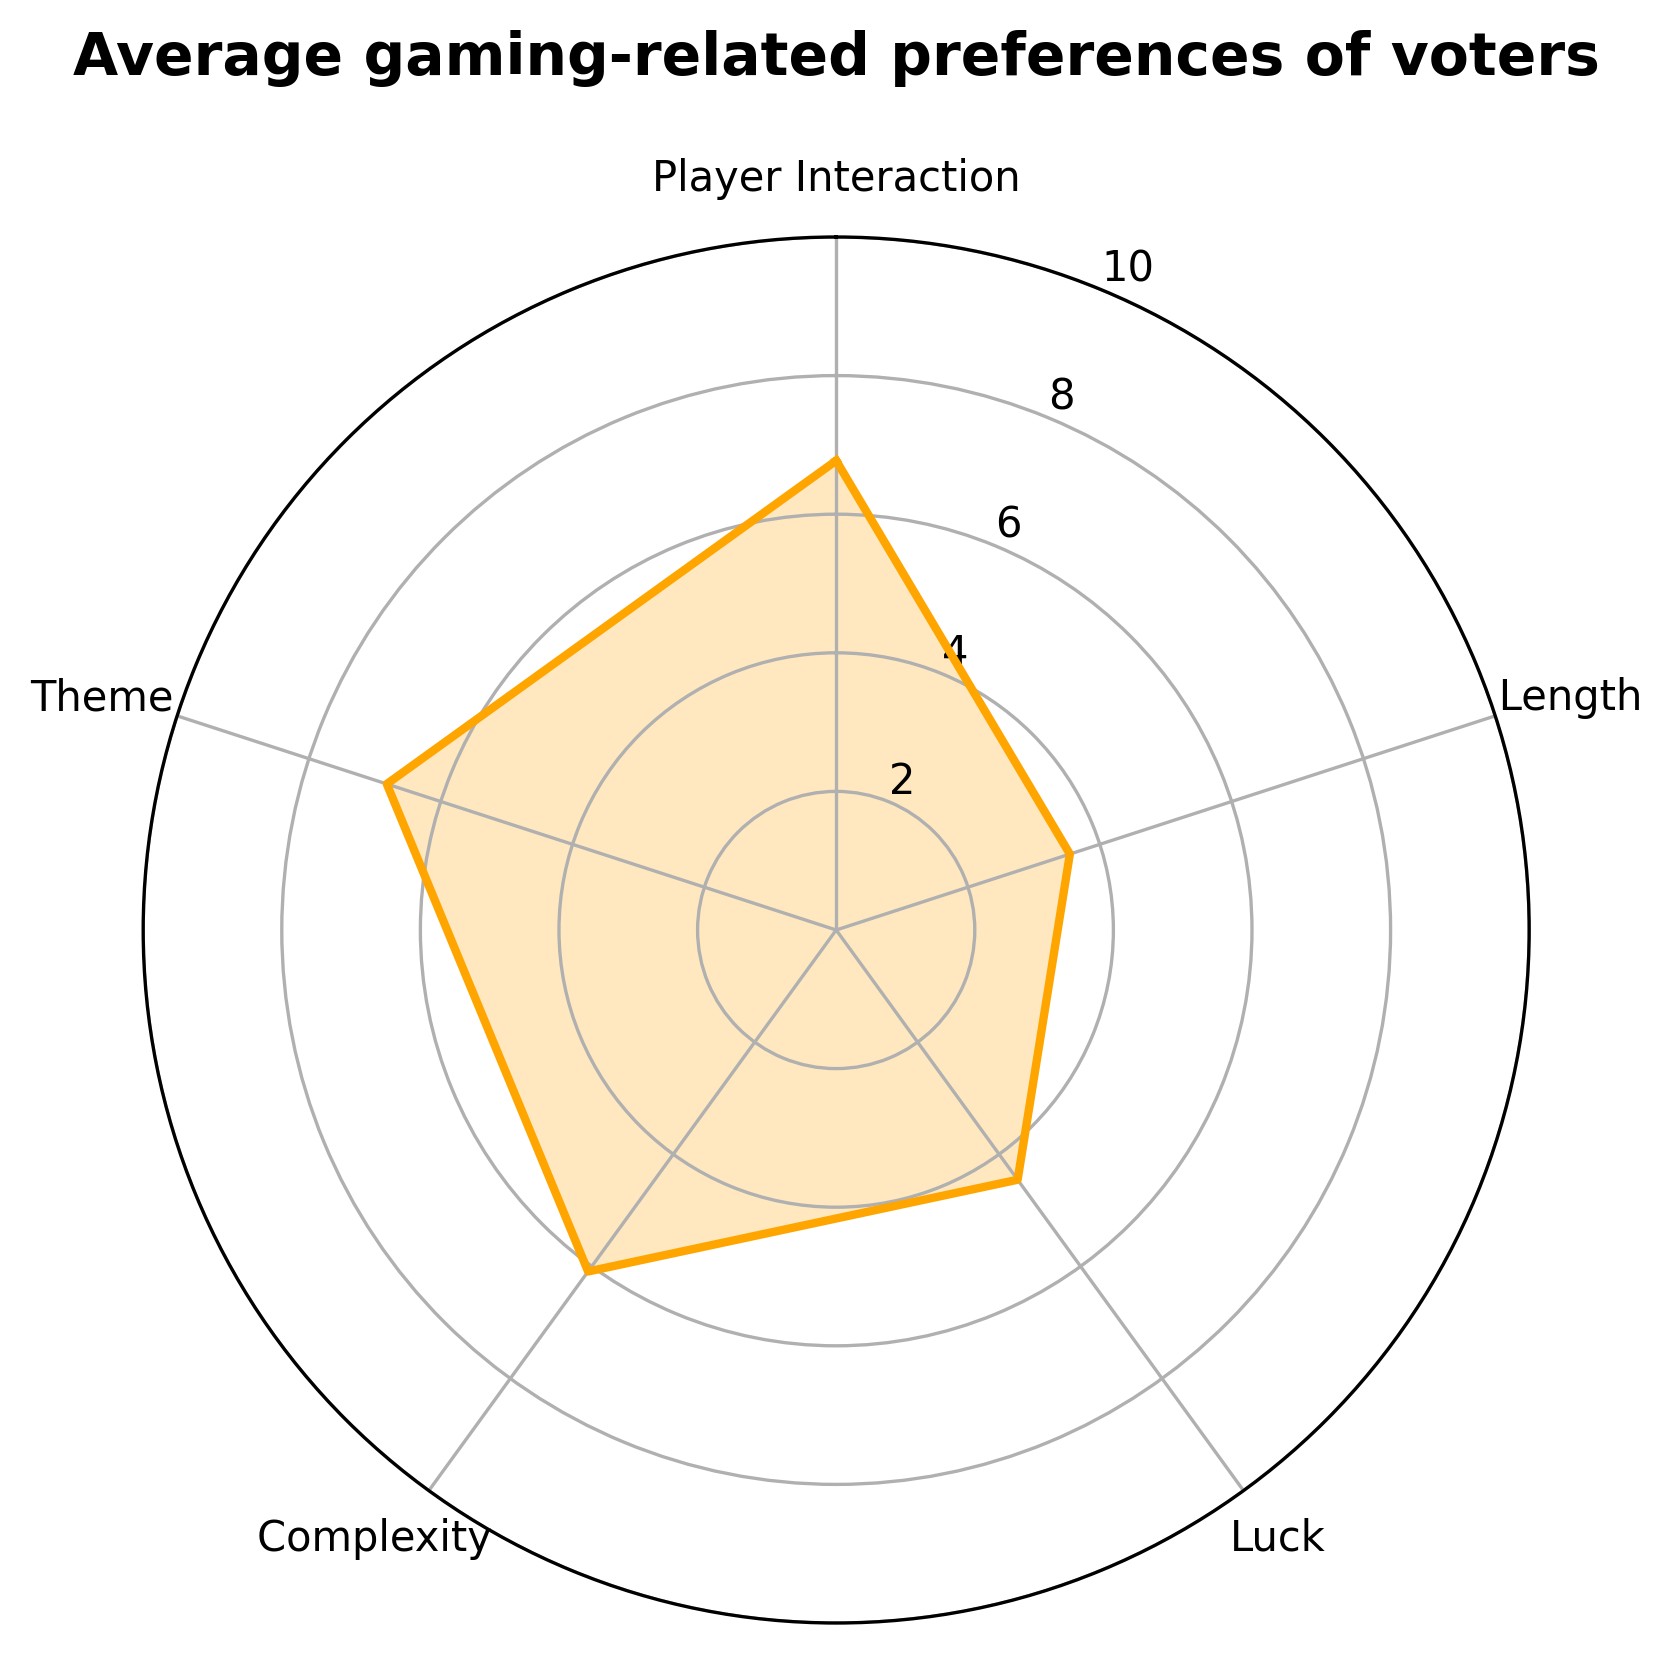 Average gaming-related preferences of voters
Player Interaction
10
8
6
4
2
Theme
Length
Complexity
Luck